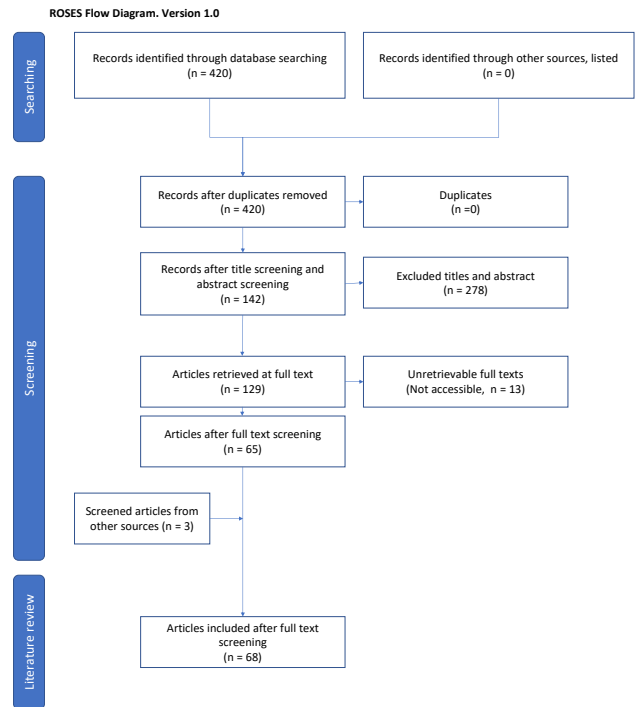 ROSES Flow Diagram. Version 1.0
Searching
Records identified through database searching
(n = 420)
Records identified through other sources, listed
(n = 0)
Screening
Records after duplicates removed
(n = 420)
Duplicates
(n =0)
Records after title screening and
abstract screening
(n = 142)
Excluded titles and abstract
(n = 278)
Articles retrieved at full text
(n = 129)
Unretrievable full texts
(Not accessible, n = 13)
Articles after full text screening
(n = 65)
Screened articles from
other sources (n = 3)
Literature review
Articles included after full text
screening
(n = 68)